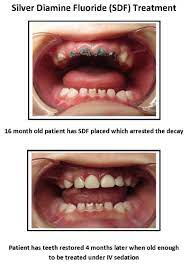 Silver Diamine Fluoride (SDF) Treatment
16 month old patient has SDF placed which arrested the decay
Patient has teeth restored 4 months later when old enough
to be treated under IV sedation